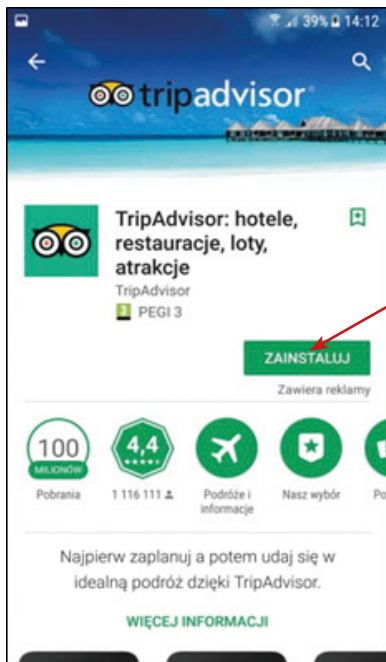 39% 14:12
tripadvisor
TripAdvisor: hotele,
restauracje, loty,
atrakcje
TripAdvisor
3 PEGI 3
ZAINSTALUJ
Zawiera reklamy
100
MILIONÓW
Pobrania
4,4
1 116 111
Podróże i
informacje
Nasz wybór
Po
Najpierw zaplanuj a potem udaj się w
idealną podróż dzięki TripAdvisor.
WIĘCEJ INFORMACJI